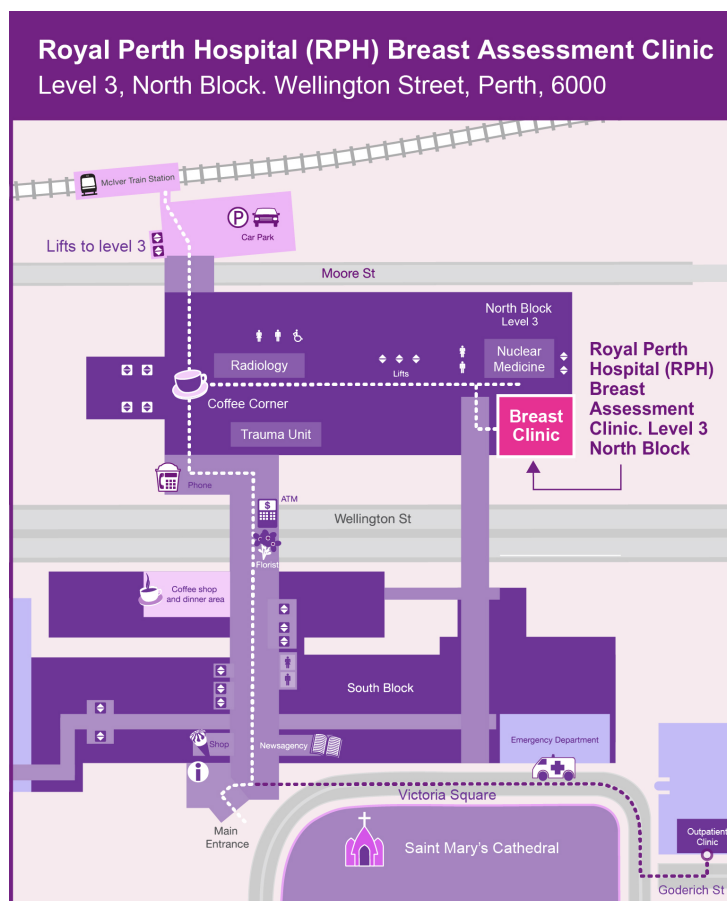 Royal Perth Hospital (RPH) Breast Assessment Clinic
Level 3, North Block. Wellington Street, Perth, 6000
McIver Train Station
P
Car Park
Lifts to level 3
Moore St
North Block
Level 3
Radiology
Lifts
Nuclear
Medicine
Royal Perth
Hospital (RPH)
Breast
Assessment
Clinic. Level 3
North Block
Coffee Corner
Breast
Clinic
Trauma Unit
Phone
$
ATM
Wellington St
Florist
Coffee shop
and dinner area
South Block
Shop
Newsagency
Emergency Department
i
Victoria Square
Main
Entrance
Saint Mary's Cathedral
Outpatient
Clinic
Goderich St